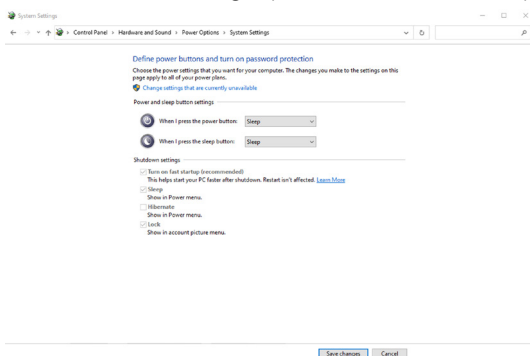 System Settings
Control Panel > Hardware and Sound > Power Options > System Settings
Define power buttons and turn on password protection
Choose the power settings that you want for your computer. The changes you make to the settings on this
page apply to all of your power plans.
Change settings that are currently unavailable
Power and sleep button settings
When I press the power button: Sleep
When I press the sleep button: Sleep
Shutdown settings
Turn on fast startup (recommended)
This helps start your PC faster after shutdown. Restart isn't affected. Learn More
Sleep
Show in Power menu.
Hibernate
Show in Power menu.
Lock
Show in account picture menu.
Save changes Cancel